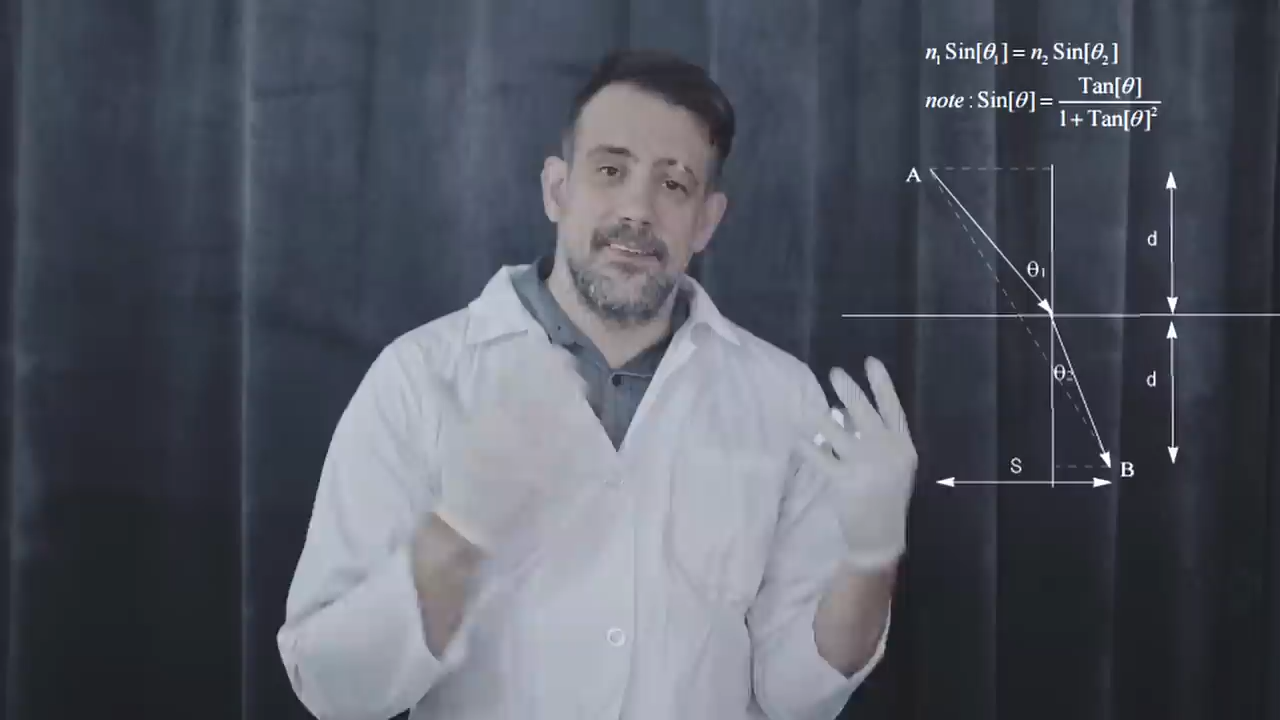 n₁ Sin[θ₁] = n₂ Sin[θ₂]
note : Sin[θ] = Tan[θ] / 1 + Tan[θ]²
A
d
θ₁
θ₂
d
S
B